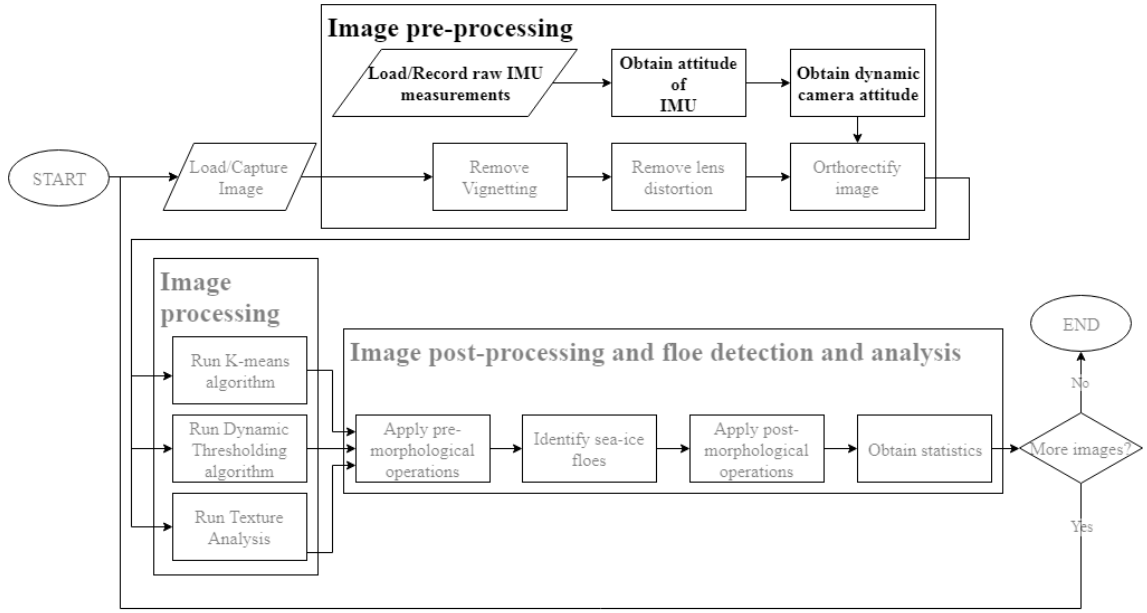 Image pre-processing
Load/Record raw IMU
measurements
Obtain attitude
of
IMU
Obtain dynamic
camera attitude
START
Load/Capture
Image
Remove
Vignetting
Remove lens
distortion
Orthorectify
image
Image
processing
Run K-means
algorithm
Run Dynamic
Thresholding
algorithm
Run Texture
Analysis
Image post-processing and floe detection and analysis
Apply pre-
morphological
operations
Identify sea-ice
floes
Apply post-
morphological
operations
Obtain statistics
More images?
No
END
Yes